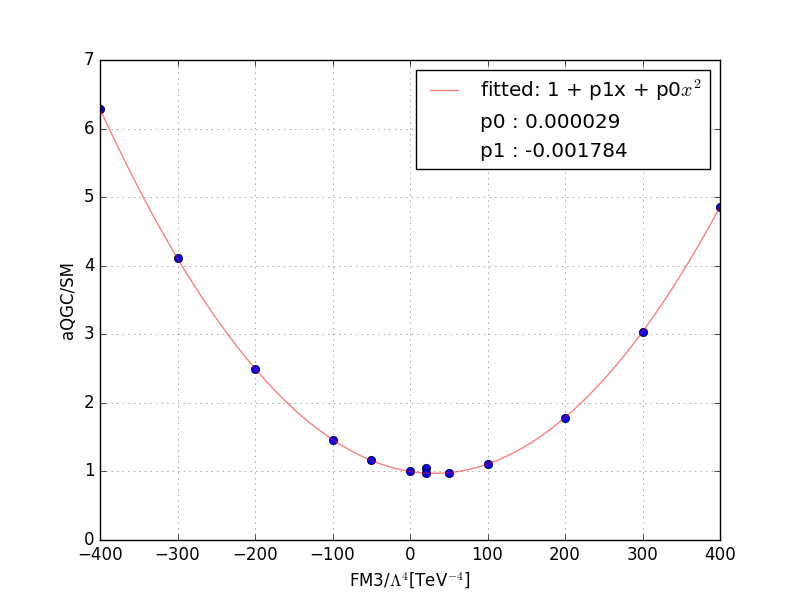 7
6
5
4
3
2
1
0
aQGC/SM
fitted: 1 + p1x + p0x²
p0 : 0.000029
p1 : -0.001784
−400 −300 −200 −100 0 100 200 300 400
FM3/Λ⁴[TeV⁻⁴]